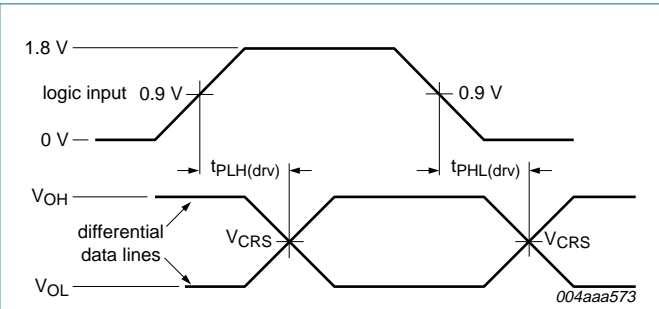 1.8 V
logic input 0.9 V
0.9 V
0 V
tPLH(drv)
tPHL(drv)
VOH
differential
data lines
VCRS
VCRS
VOL
004aaa573